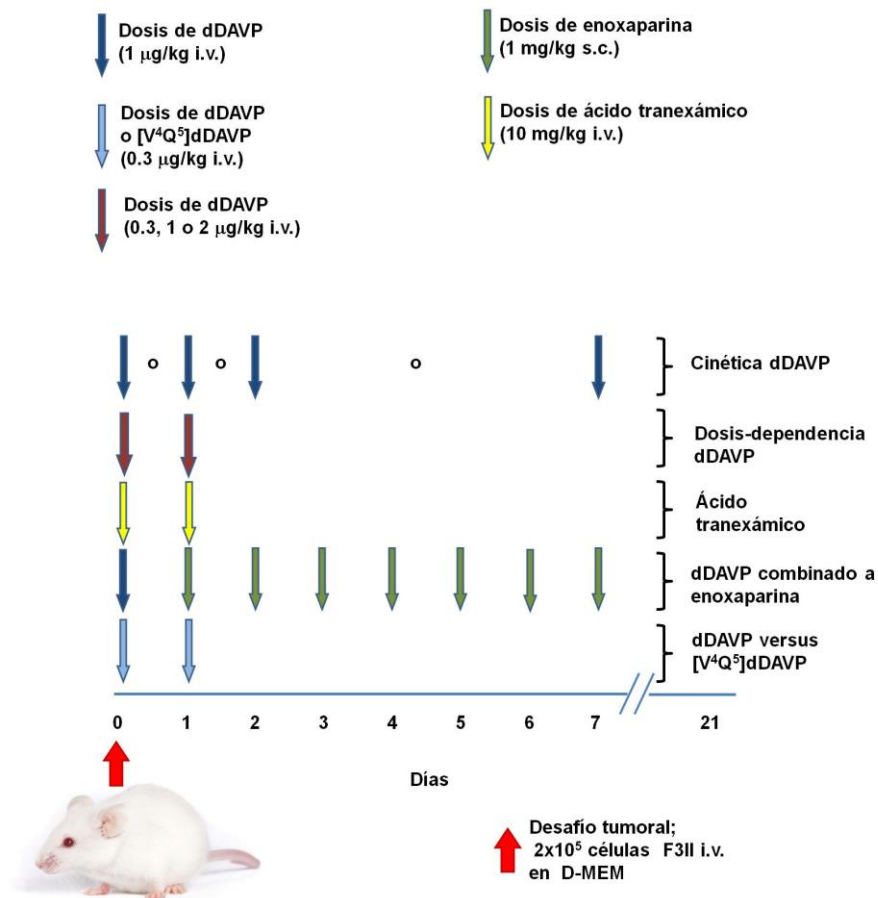 Dosis de dDAVP
(1 μg/kg i.v.)
Dosis de dDAVP
o [V⁴Q⁵]dDAVP
(0.3 μg/kg i.v.)
Dosis de dDAVP
(0.3, 1 o 2 μg/kg i.v.)
Dosis de enoxaparina
(1 mg/kg s.c.)
Dosis de ácido tranexámico
(10 mg/kg i.v.)
o o o
Cinética dDAVP
Dosis-dependencia
dDAVP
Ácido
tranexámico
dDAVP combinado a
enoxaparina
dDAVP versus
[V⁴Q⁵]dDAVP
0 1 2 3 4 5 6 7 21
Días
Desafío tumoral;
2x10⁵ células F3II i.v.
en D-MEM